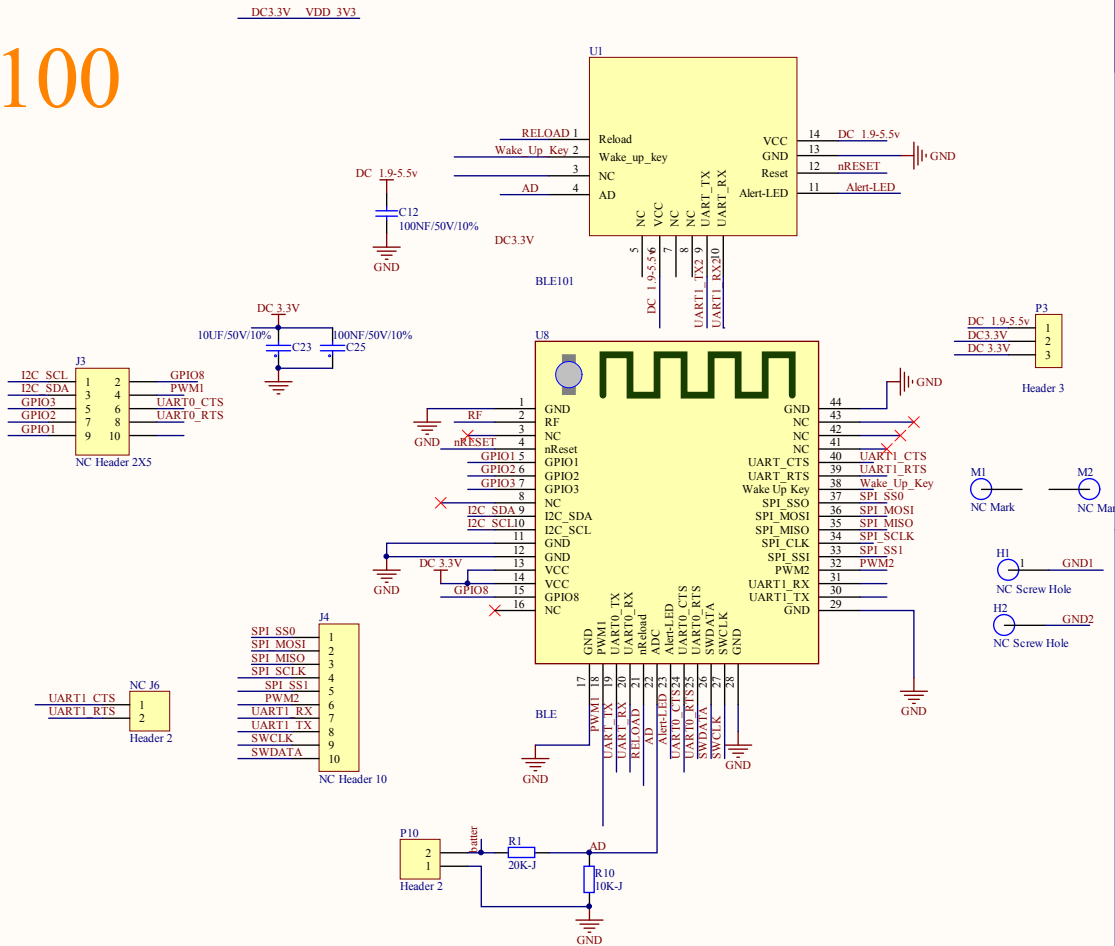 DC3.3V VDD_3V3
100
U1
RELOAD 1 Reload
Wake_Up_Key 2 Wake_up_key
3 NC
AD 4 AD
VCC 14 DC_1.9-5.5v
GND 13 GND
Reset 12 nRESET
Alert-LED 11 Alert-LED
NC VCC NC NC UART_TX UART_RX
5 6 7 8 9 10
DC_1.9-5.5v UART1_TX2 UART1_RX2
BLE101
DC_1.9-5.5v
C12
100NF/50V/10%
GND
DC3.3V
DC_3.3V
10UF/50V/10% 100NF/50V/10%
C23 C25
J3
I2C_SCL 1 2 GPIO8
I2C_SDA 3 4 PWM1
GPIO3 5 6 UART0_CTS
GPIO2 7 8 UART0_RTS
GPIO1 9 10
NC Header 2X5
P3
DC_1.9-5.5v 1
DC3.3V 2
DC_3.3V 3
Header 3
U8
1 GND
GND
RF 2 RF
3 NC
nRESET 4 nReset
GPIO1 5 GPIO1
GPIO2 6 GPIO2
GPIO3 7 GPIO3
8 NC
I2C_SDA 9 I2C_SDA
I2C_SCL 10 I2C_SCL
11 GND
12 GND
GND
DC_3.3V 13 VCC
14 VCC
GPIO8 15 GPIO8
16 NC
GND 44 GND
NC 43
NC 42
NC 41
UART_CTS 40 UART1_CTS
UART_RTS 39 UART1_RTS
Wake Up Key 38 Wake_Up_Key
SPI_SSO 37 SPI_SS0
SPI_MOSI 36 SPI_MOSI
SPI_MISO 35 SPI_MISO
SPI_CLK 34 SPI_SCLK
SPI_SSI 33 SPI_SS1
PWM2 32 PWM2
UART1_RX 31
UART1_TX 30
GND 29
GND
GND PWM1 UART0_TX UART0_RX nReload ADC Alert-LED UART0_CTS UART0_RTS SWDATA SWCLK GND
17 18 19 20 21 22 23 24 25 26 27 28
PWM1 UART_TX UART_RX RELOAD AD Alert-LED UART0_CTS UART0_RTS SWDATA SWCLK
BLE
GND
GND
M1 M2
NC Mark NC Mar
H1
1 GND1
NC Screw Hole
H2
GND2
NC Screw Hole
J4
SPI_SS0 1
SPI_MOSI 2
SPI_MISO 3
SPI_SCLK 4
SPI_SS1 5
PWM2 6
UART1_RX 7
UART1_TX 8
SWCLK 9
SWDATA 10
NC Header 10
NC J6
UART1_CTS 1
UART1_RTS 2
Header 2
P10
2
1
Header 2
batter
R1
20K-J
AD
R10
10K-J
GND